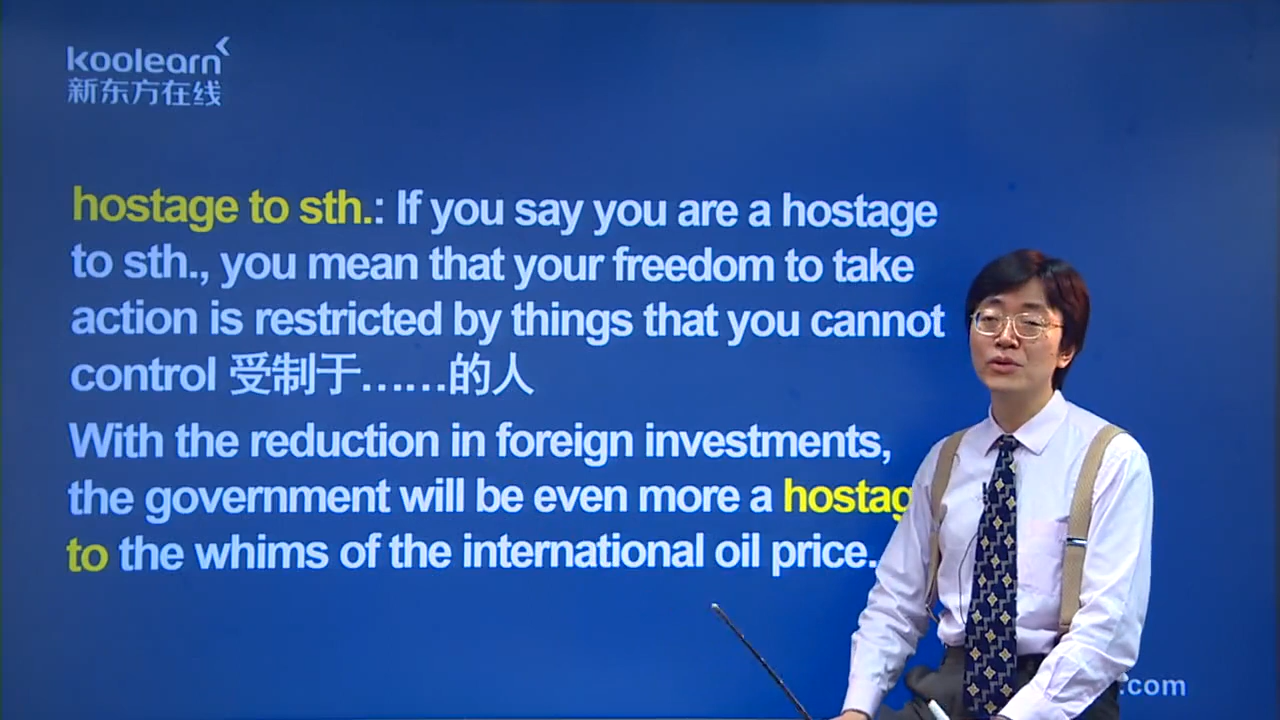 koolearn
新东方在线
hostage to sth.: If you say you are a hostage
to sth., you mean that your freedom to take
action is restricted by things that you cannot
control 受制于……的人
With the reduction in foreign investments,
the government will be even more a hostag
to the whims of the international oil price.
.com